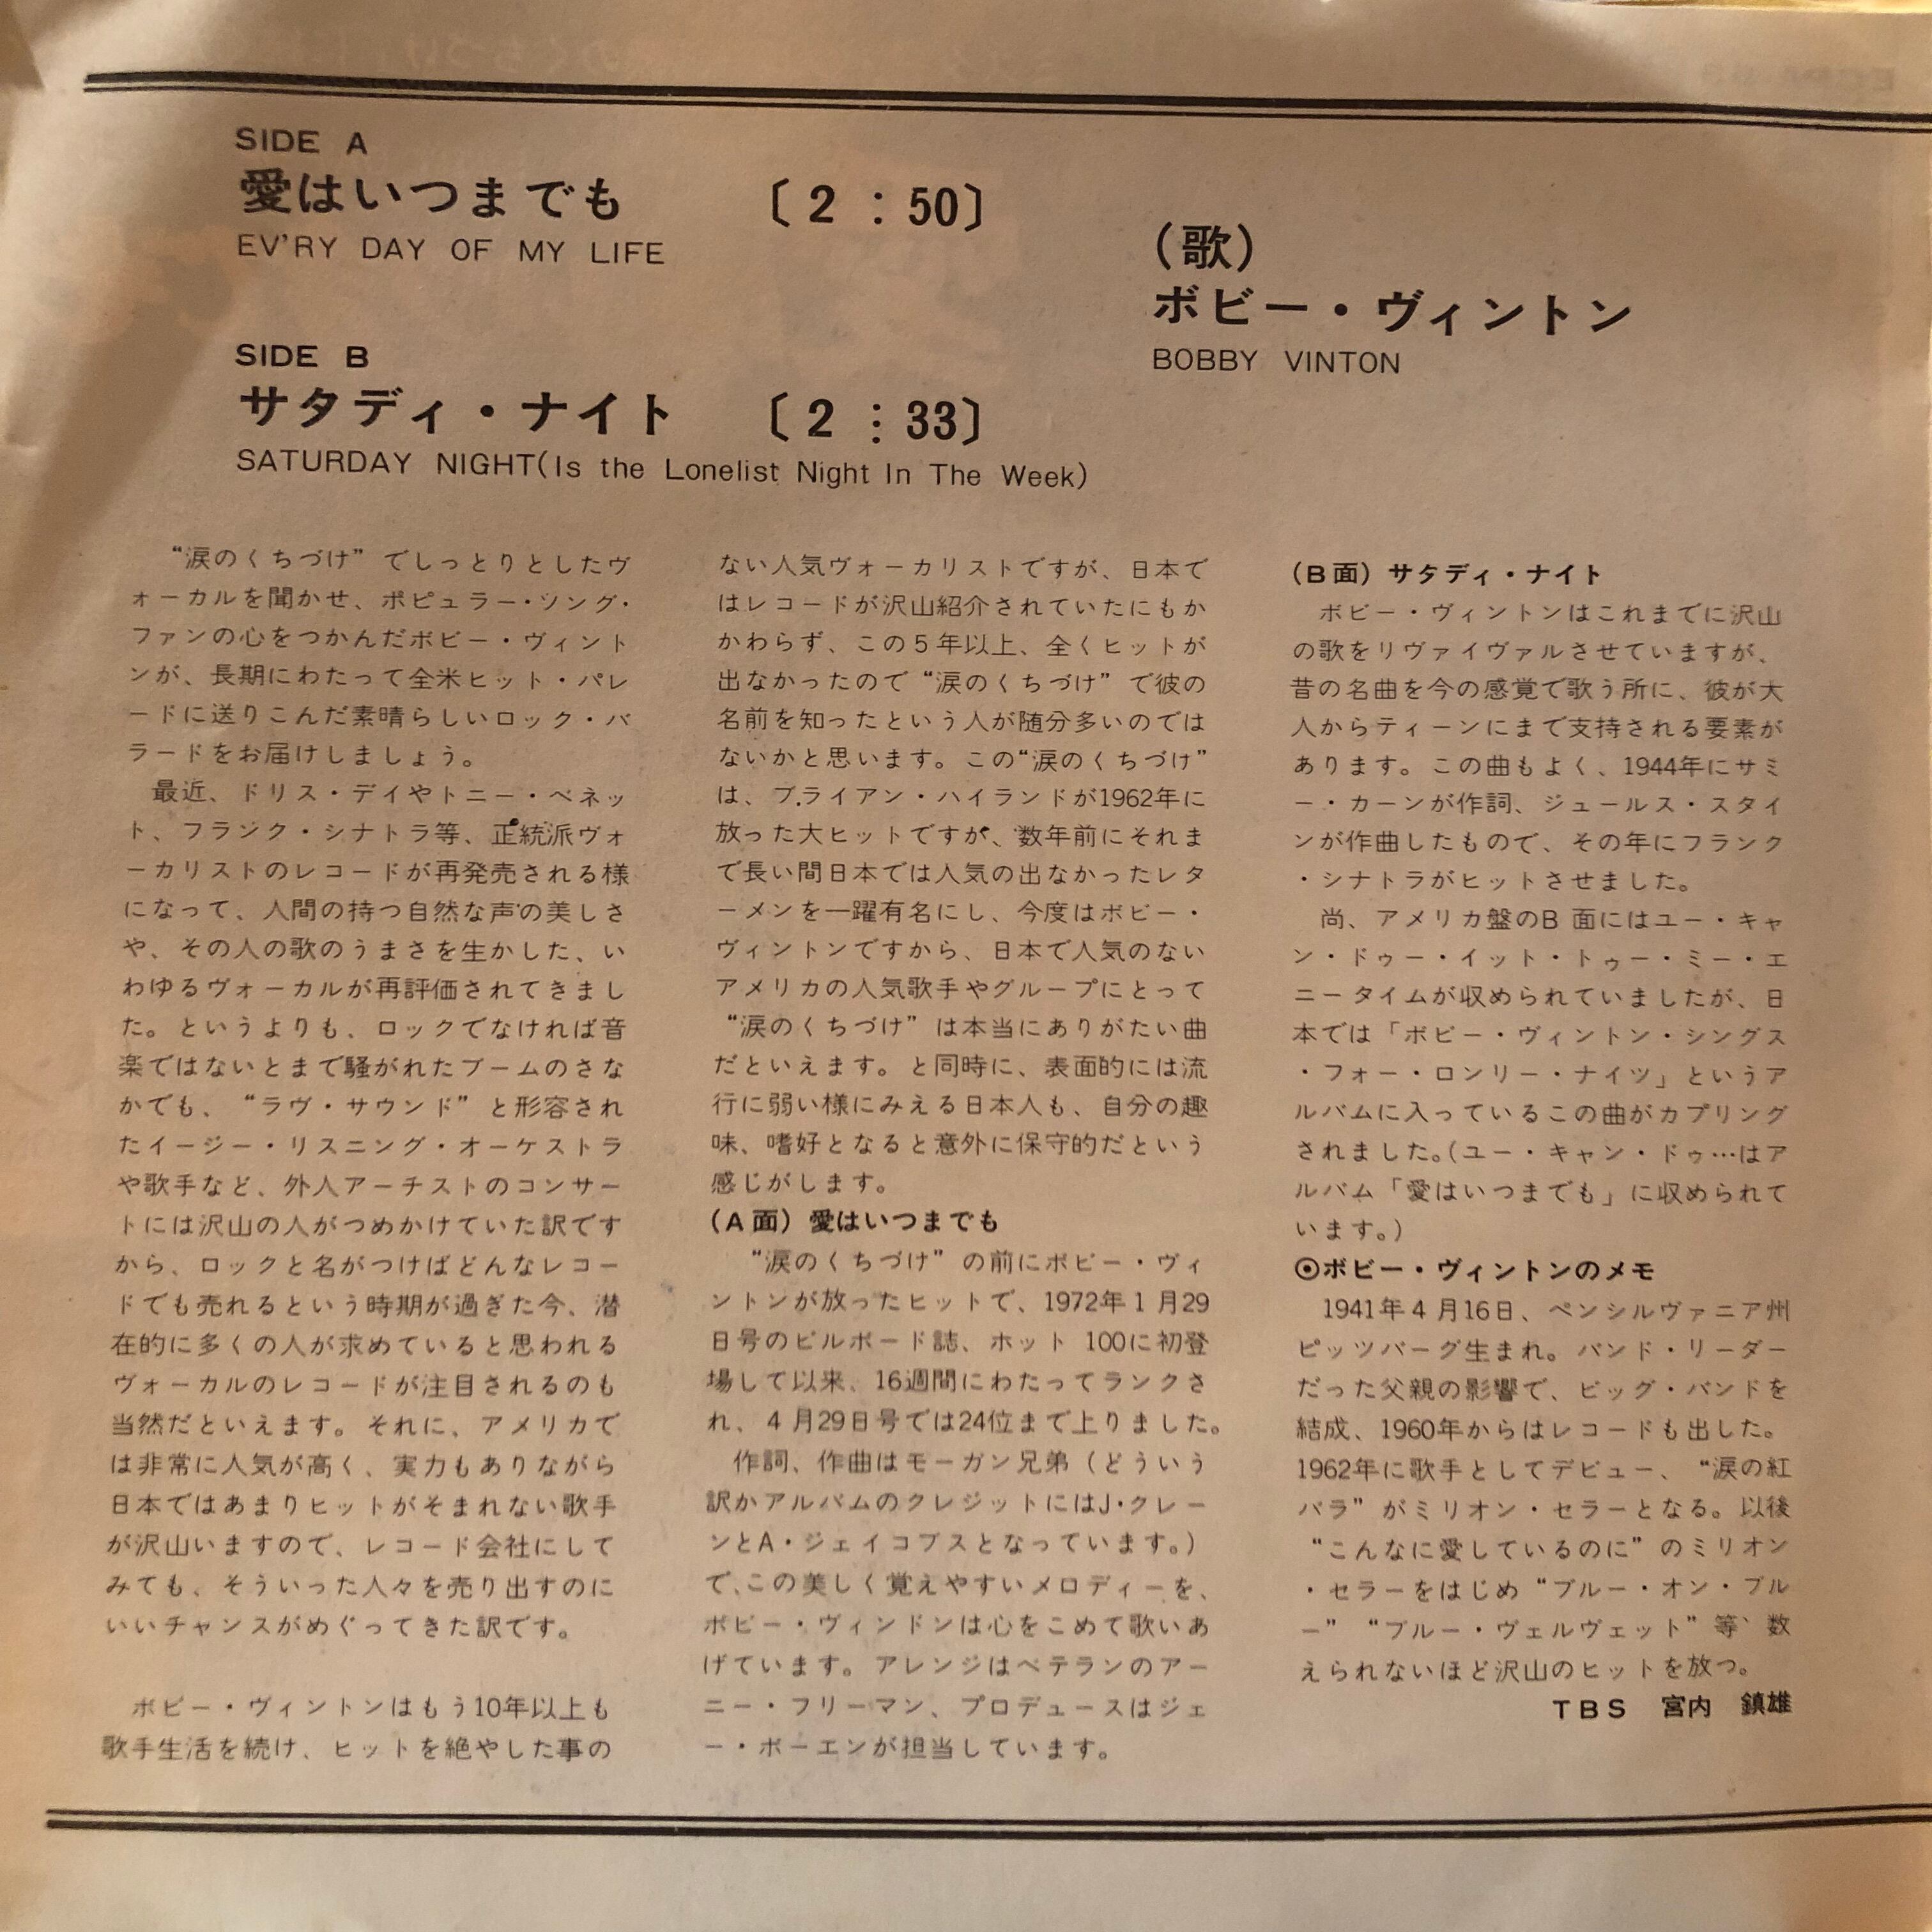 SIDE A
愛はいつまでも 〔2:50〕
EV'RY DAY OF MY LIFE
SIDE B
サタディ・ナイト 〔2:33〕
SATURDAY NIGHT(Is the Lonelist Night In The Week)
(歌)
ボビー・ヴィントン
BOBBY VINTON
“涙のくちづけ”でしっとりとしたヴ
ォーカルを聞かせ、ポピュラー・ソング・
ファンの心をつかんだボビー・ヴィント
ンが、長期にわたって全米ヒット・パレ
ードに送りこんだ素晴らしいロック・バ
ラードをお届けしましょう。
最近、ドリス・デイやトニー・ベネッ
ト、フランク・シナトラ等、正統派ヴォ
ーカリストのレコードが再発売される様
になって、人間の持つ自然な声の美しさ
や、その人の歌のうまさを生かした、い
わゆるヴォーカルが再評価されてきまし
た。というよりも、ロックでなければ音
楽ではないとまで騒がれたブームのさな
かでも、“ラヴ・サウンド”と形容され
たイージー・リスニング・オーケストラ
や歌手など、外人アーチストのコンサー
トには沢山の人がつめかけていた訳です
から、ロックと名がつけばどんなレコー
ドでも売れるという時期が過ぎた今、潜
在的に多くの人が求めていると思われる
ヴォーカルのレコードが注目されるのも
当然だといえます。それに、アメリカで
は非常に人気が高く、実力もありながら
日本ではあまりヒットがそまれない歌手
が沢山いますので、レコード会社にして
みても、そういった人々を売り出すのに
いいチャンスがめぐってきた訳です。
ボビー・ヴィントンはもう10年以上も
歌手生活を続け、ヒットを絶やした事の
ない人気ヴォーカリストですが、日本で
はレコードが沢山紹介されていたにもか
かわらず、この5年以上、全くヒットが
出なかったので“涙のくちづけ”で彼の
名前を知ったという人が随分多いのでは
ないかと思います。この“涙のくちづけ”
は、ブライアン・ハイランドが1962年に
放った大ヒットですが、数年前にそれま
で長い間日本では人気の出なかったレタ
ーメンを一躍有名にし、今度はボビー・
ヴィントンですから、日本で人気のない
アメリカの人気歌手やグループにとって
“涙のくちづけ”は本当にありがたい曲
だといえます。と同時に、表面的には流
行に弱い様にみえる日本人も、自分の趣
味、嗜好となると意外に保守的だという
感じがします。
(A面)愛はいつまでも
“涙のくちづけ”の前にボビー・ヴィ
ントンが放ったヒットで、1972年1月29
日号のビルボード誌、ホット100に初登
場して以来、16週間にわたってランクさ
れ、4月29日号では24位まで上りました。
作詞、作曲はモーガン兄弟(どういう
訳かアルバムのクレジットにはJ・クレー
ンとA・ジェイコブスとなっています。)
で、この美しく覚えやすいメロディーを、
ボビー・ヴィンドンは心をこめて歌いあ
げています。アレンジはベテランのアー
ニー・フリーマン、プロデュースはジェ
ー・ボーエンが担当しています。
(B面)サタディ・ナイト
ボビー・ヴィントンはこれまでに沢山
の歌をリヴァイヴァルさせていますが、
昔の名曲を今の感覚で歌う所に、彼が大
人からティーンにまで支持される要素が
あります。この曲もよく、1944年にサミ
ー・カーンが作詞、ジュールス・スタイ
ンが作曲したもので、その年にフランク
・シナトラがヒットさせました。
尚、アメリカ盤のB面にはユー・キャ
ン・ドゥー・イット・トゥー・ミー・エ
ニータイムが収められていましたが、日
本では「ボビー・ヴィントン・シングス
・フォー・ロンリー・ナイツ」というア
ルバムに入っているこの曲がカプリング
されました。(ユー・キャン・ドゥ…はア
ルバム「愛はいつまでも」に収められて
います。)
⦿ボビー・ヴィントンのメモ
1941年4月16日、ペンシルヴァニア州
ピッツバーグ生まれ。バンド・リーダー
だった父親の影響で、ビッグ・バンドを
結成、1960年からはレコードも出した。
1962年に歌手としてデビュー、“涙の紅
バラ”がミリオン・セラーとなる。以後
“こんなに愛しているのに”のミリオン
・セラーをはじめ“ブルー・オン・ブル
ー”“ブルー・ヴェルヴェット”等、数
えられないほど沢山のヒットを放つ。
TBS 宮内 鎮雄